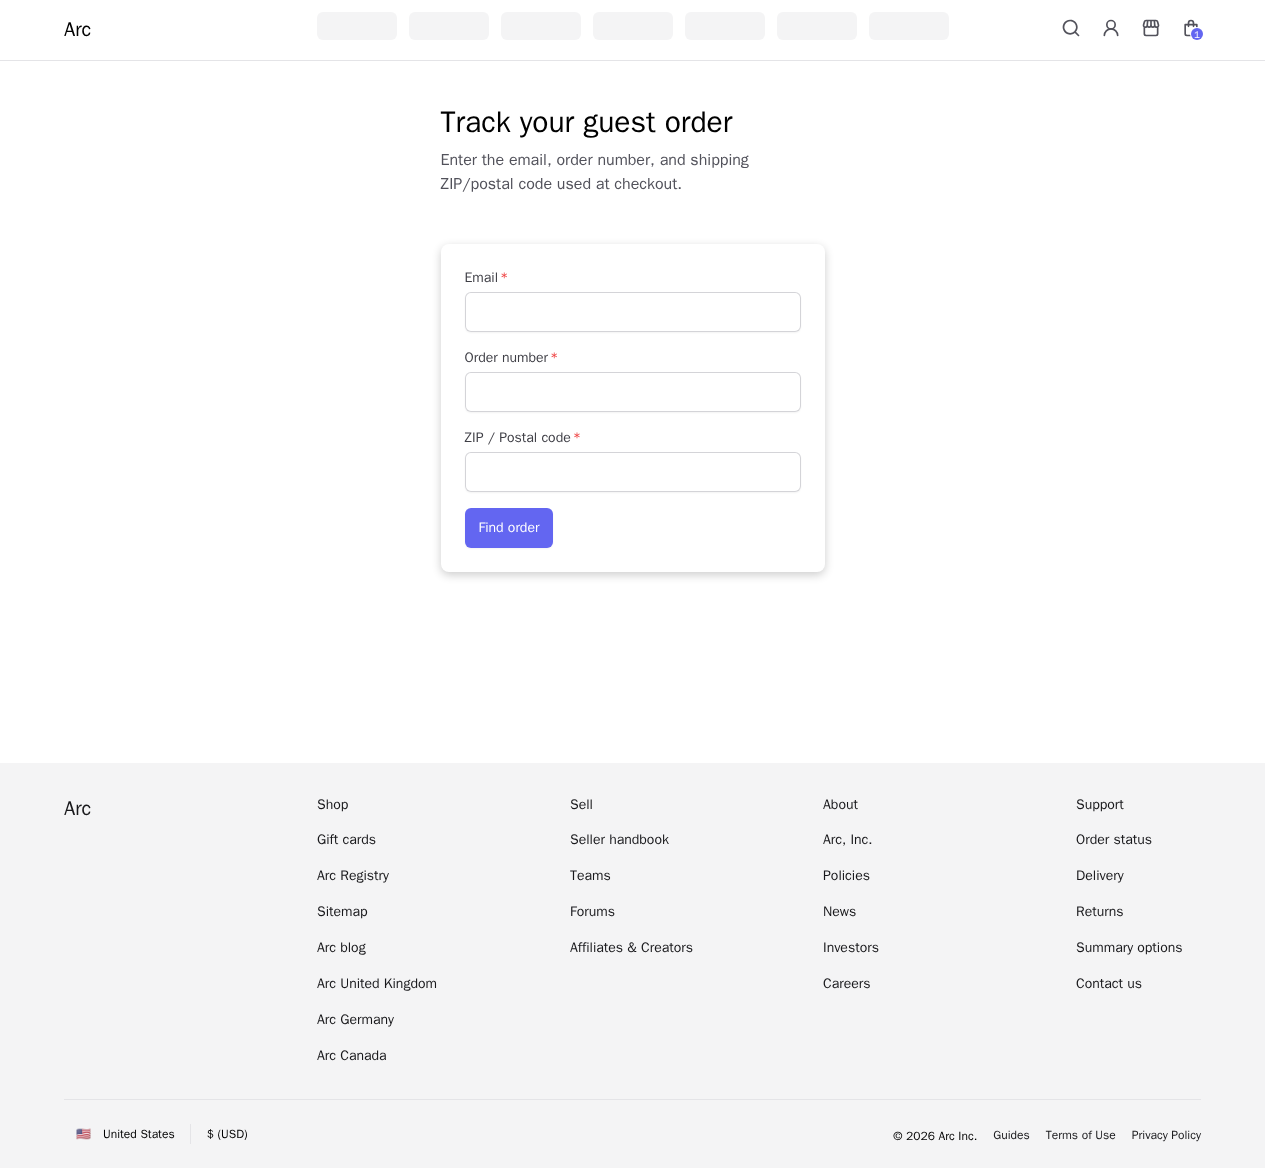 Arc
1
Track your guest order
Enter the email, order number, and shipping
ZIP/postal code used at checkout.
Email *
Order number *
ZIP / Postal code *
Find order
Arc
Shop
Gift cards
Arc Registry
Sitemap
Arc blog
Arc United Kingdom
Arc Germany
Arc Canada
Sell
Seller handbook
Teams
Forums
Affiliates & Creators
About
Arc, Inc.
Policies
News
Investors
Careers
Support
Order status
Delivery
Returns
Summary options
Contact us
United States
$ (USD)
© 2026 Arc Inc.
Guides
Terms of Use
Privacy Policy